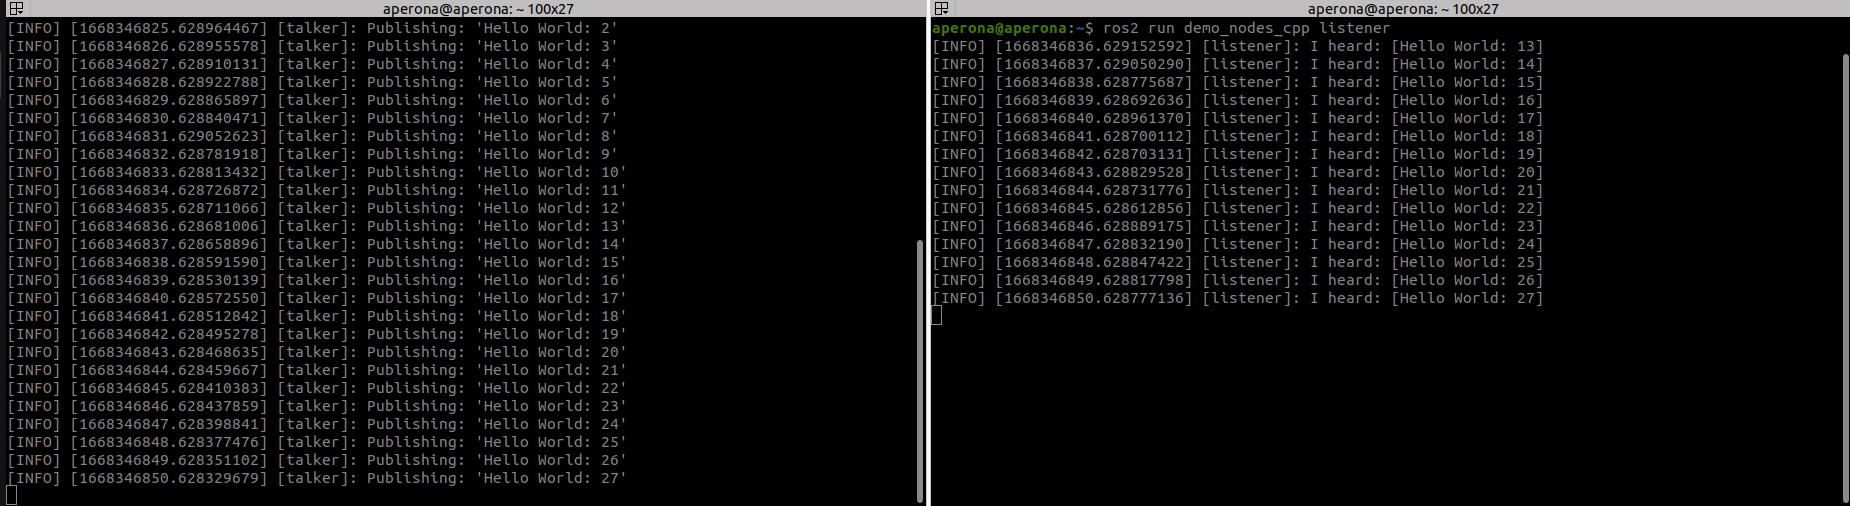 aperona@aperona: ~ 100x27
[INFO] [1668346825.628964467] [talker]: Publishing: 'Hello World: 2'
[INFO] [1668346826.628955578] [talker]: Publishing: 'Hello World: 3'
[INFO] [1668346827.628910131] [talker]: Publishing: 'Hello World: 4'
[INFO] [1668346828.628922788] [talker]: Publishing: 'Hello World: 5'
[INFO] [1668346829.628865897] [talker]: Publishing: 'Hello World: 6'
[INFO] [1668346830.628840471] [talker]: Publishing: 'Hello World: 7'
[INFO] [1668346831.629052623] [talker]: Publishing: 'Hello World: 8'
[INFO] [1668346832.628781918] [talker]: Publishing: 'Hello World: 9'
[INFO] [1668346833.628813432] [talker]: Publishing: 'Hello World: 10'
[INFO] [1668346834.628726872] [talker]: Publishing: 'Hello World: 11'
[INFO] [1668346835.628711066] [talker]: Publishing: 'Hello World: 12'
[INFO] [1668346836.628681006] [talker]: Publishing: 'Hello World: 13'
[INFO] [1668346837.628658896] [talker]: Publishing: 'Hello World: 14'
[INFO] [1668346838.628591590] [talker]: Publishing: 'Hello World: 15'
[INFO] [1668346839.628530139] [talker]: Publishing: 'Hello World: 16'
[INFO] [1668346840.628572550] [talker]: Publishing: 'Hello World: 17'
[INFO] [1668346841.628512842] [talker]: Publishing: 'Hello World: 18'
[INFO] [1668346842.628495278] [talker]: Publishing: 'Hello World: 19'
[INFO] [1668346843.628468635] [talker]: Publishing: 'Hello World: 20'
[INFO] [1668346844.628459667] [talker]: Publishing: 'Hello World: 21'
[INFO] [1668346845.628410383] [talker]: Publishing: 'Hello World: 22'
[INFO] [1668346846.628437859] [talker]: Publishing: 'Hello World: 23'
[INFO] [1668346847.628398841] [talker]: Publishing: 'Hello World: 24'
[INFO] [1668346848.628377476] [talker]: Publishing: 'Hello World: 25'
[INFO] [1668346849.628351102] [talker]: Publishing: 'Hello World: 26'
[INFO] [1668346850.628329679] [talker]: Publishing: 'Hello World: 27'
aperona@aperona: ~ 100x27
aperona@aperona:~$ ros2 run demo_nodes_cpp listener
[INFO] [1668346836.629152592] [listener]: I heard: [Hello World: 13]
[INFO] [1668346837.629050290] [listener]: I heard: [Hello World: 14]
[INFO] [1668346838.628775687] [listener]: I heard: [Hello World: 15]
[INFO] [1668346839.628692636] [listener]: I heard: [Hello World: 16]
[INFO] [1668346840.628961370] [listener]: I heard: [Hello World: 17]
[INFO] [1668346841.628700112] [listener]: I heard: [Hello World: 18]
[INFO] [1668346842.628703131] [listener]: I heard: [Hello World: 19]
[INFO] [1668346843.628829528] [listener]: I heard: [Hello World: 20]
[INFO] [1668346844.628731776] [listener]: I heard: [Hello World: 21]
[INFO] [1668346845.628612856] [listener]: I heard: [Hello World: 22]
[INFO] [1668346846.628889175] [listener]: I heard: [Hello World: 23]
[INFO] [1668346847.628832190] [listener]: I heard: [Hello World: 24]
[INFO] [1668346848.628847422] [listener]: I heard: [Hello World: 25]
[INFO] [1668346849.628817798] [listener]: I heard: [Hello World: 26]
[INFO] [1668346850.628777136] [listener]: I heard: [Hello World: 27]